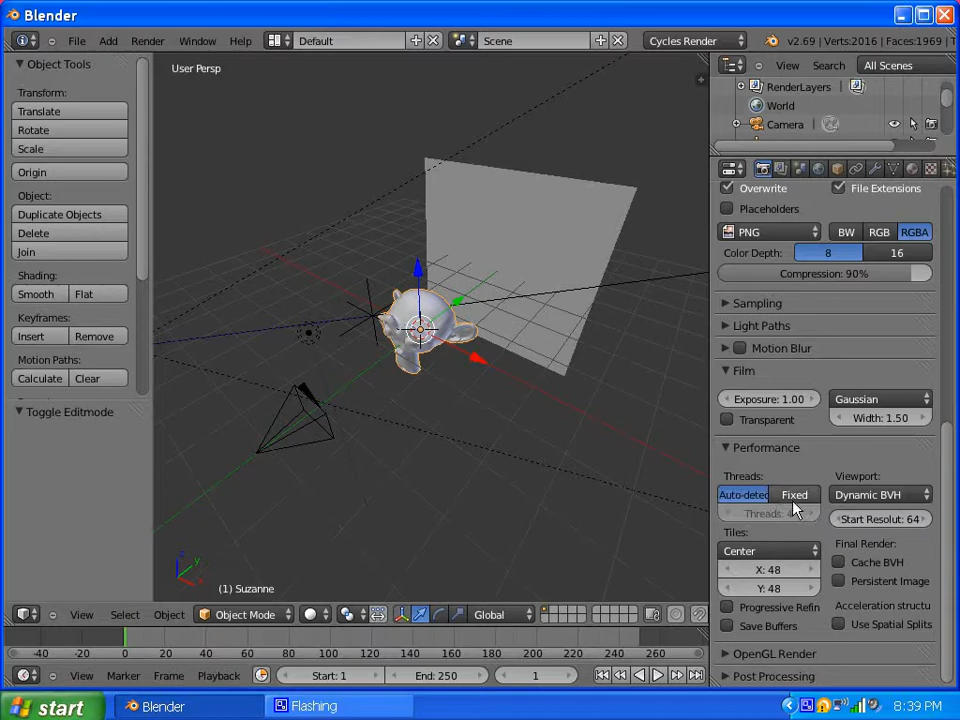 Blender
File Add Render Window Help Default Scene Cycles Render v2.69 | Verts:2016 | Faces:1969 | T
Object Tools
Transform:
Translate
Rotate
Scale
Origin
Object:
Duplicate Objects
Delete
Join
Shading:
Smooth Flat
Keyframes:
Insert Remove
Motion Paths:
Calculate Clear
Toggle Editmode
User Persp
z
y
(1) Suzanne
View Select Object Object Mode Global
View Search All Scenes
RenderLayers
World
Camera
Overwrite File Extensions
Placeholders
PNG BW RGB RGBA
Color Depth: 8 16
Compression: 90%
Sampling
Light Paths
Motion Blur
Film
Exposure: 1.00 Gaussian
Transparent Width: 1.50
Performance
Threads: Viewport:
Auto-detec Fixed Dynamic BVH
Threads: Start Resolut: 64
Tiles: Final Render:
Center Cache BVH
X: 48 Persistent Image
Y: 48
Progressive Refin Acceleration structu
Save Buffers Use Spatial Splits
OpenGL Render
Post Processing
-40 -20 0 20 40 60 80 100 120 140 160 180 200 220 240 260
View Marker Frame Playback Start: 1 End: 250 1
start Blender Flashing 8:39 PM